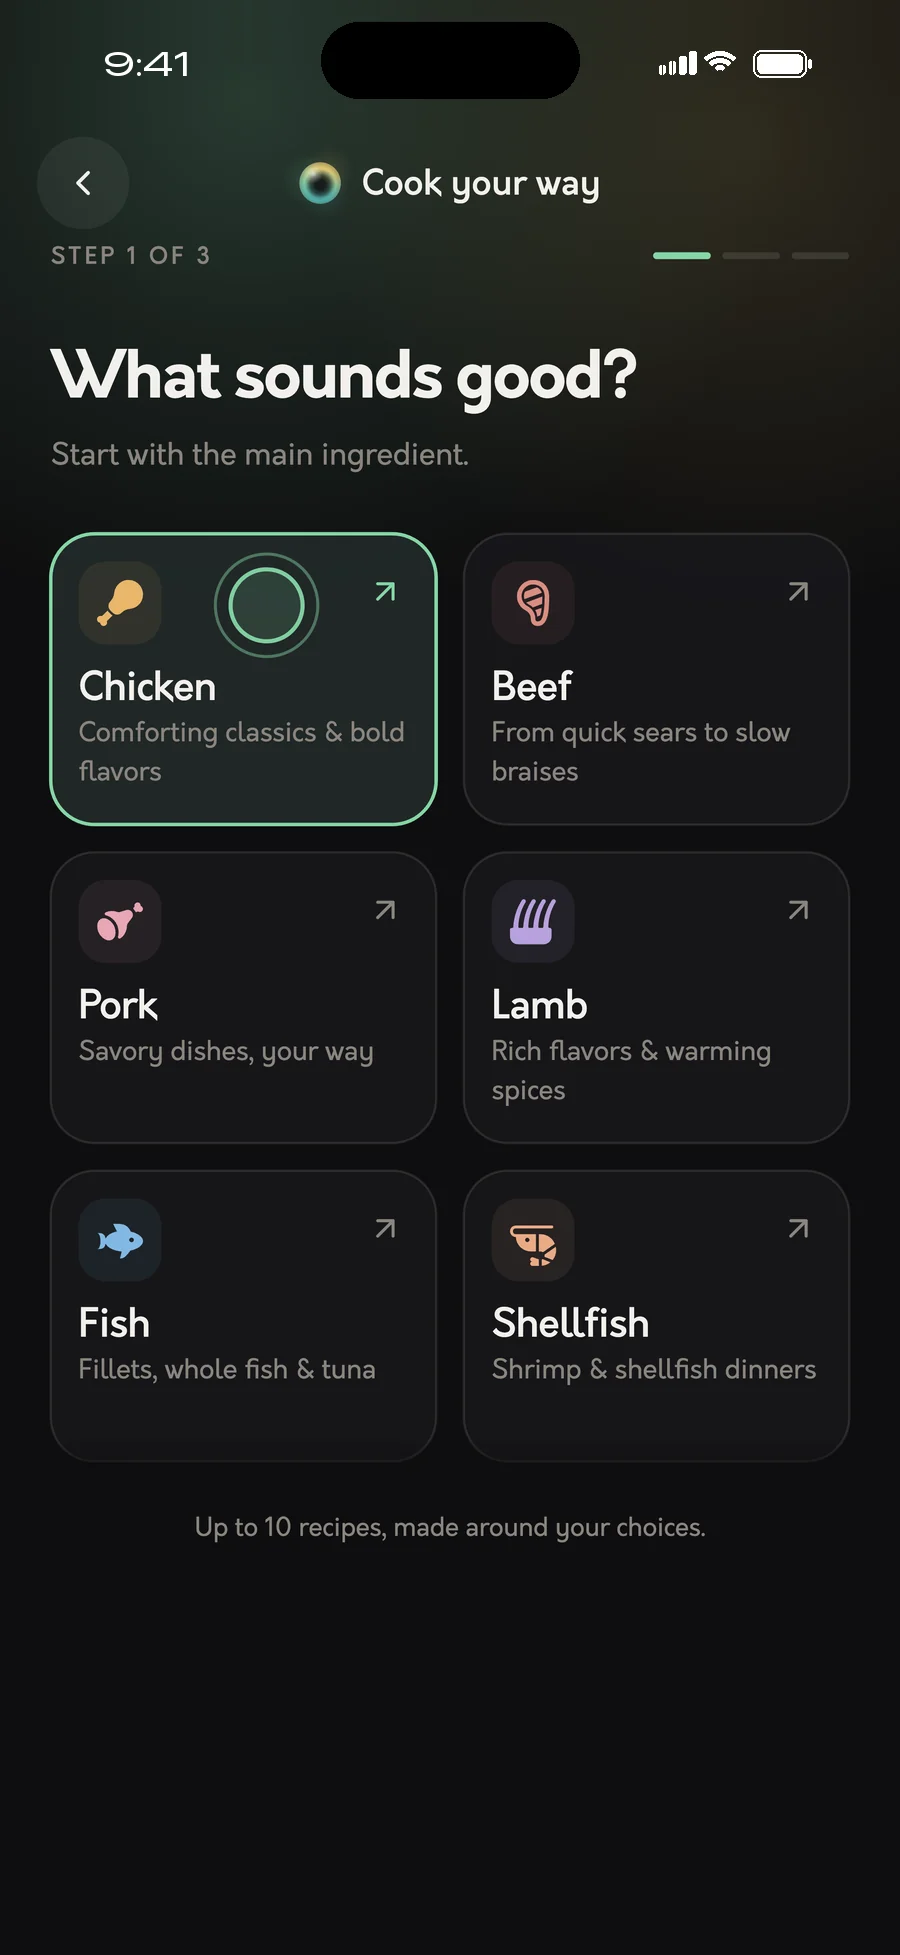 9:41
Cook your way
STEP 1 OF 3
What sounds good?
Start with the main ingredient.
Chicken
Comforting classics & bold
flavors
Beef
From quick sears to slow
braises
Pork
Savory dishes, your way
Lamb
Rich flavors & warming
spices
Fish
Fillets, whole fish & tuna
Shellfish
Shrimp & shellfish dinners
Up to 10 recipes, made around your choices.